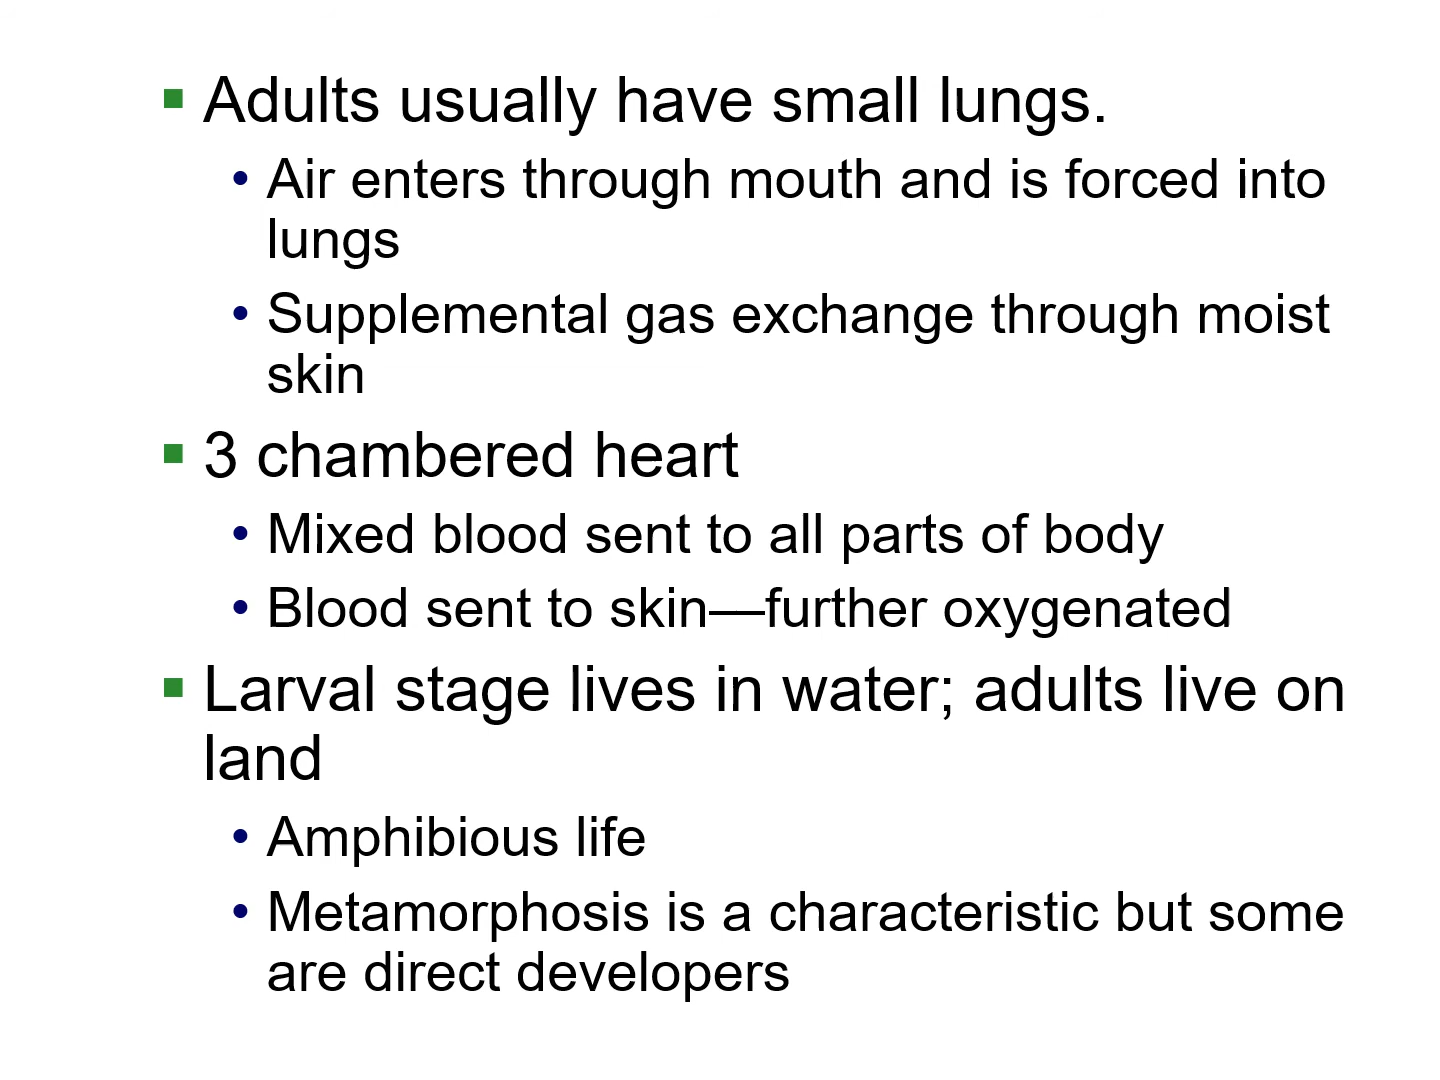 ▪ Adults usually have small lungs.
• Air enters through mouth and is forced into
lungs
• Supplemental gas exchange through moist
skin
▪ 3 chambered heart
• Mixed blood sent to all parts of body
• Blood sent to skin—further oxygenated
▪ Larval stage lives in water; adults live on
land
• Amphibious life
• Metamorphosis is a characteristic but some
are direct developers